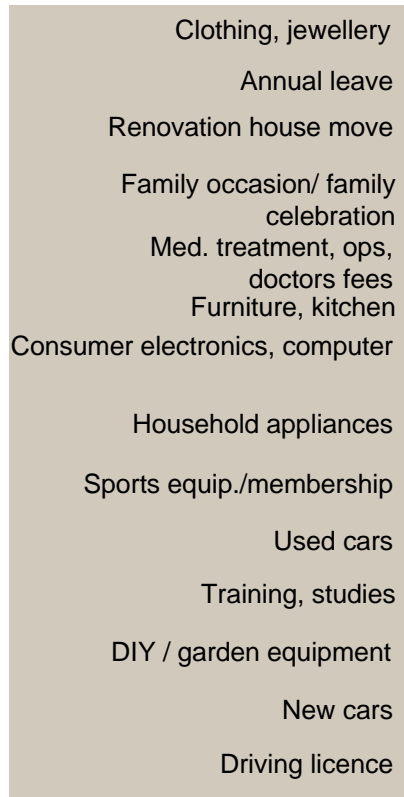 Clothing, jewellery
Annual leave
Renovation house move
Family occasion/ family
celebration
Med. treatment, ops,
doctors fees
Furniture, kitchen
Consumer electronics, computer
Household appliances
Sports equip./membership
Used cars
Training, studies
DIY / garden equipment
New cars
Driving licence